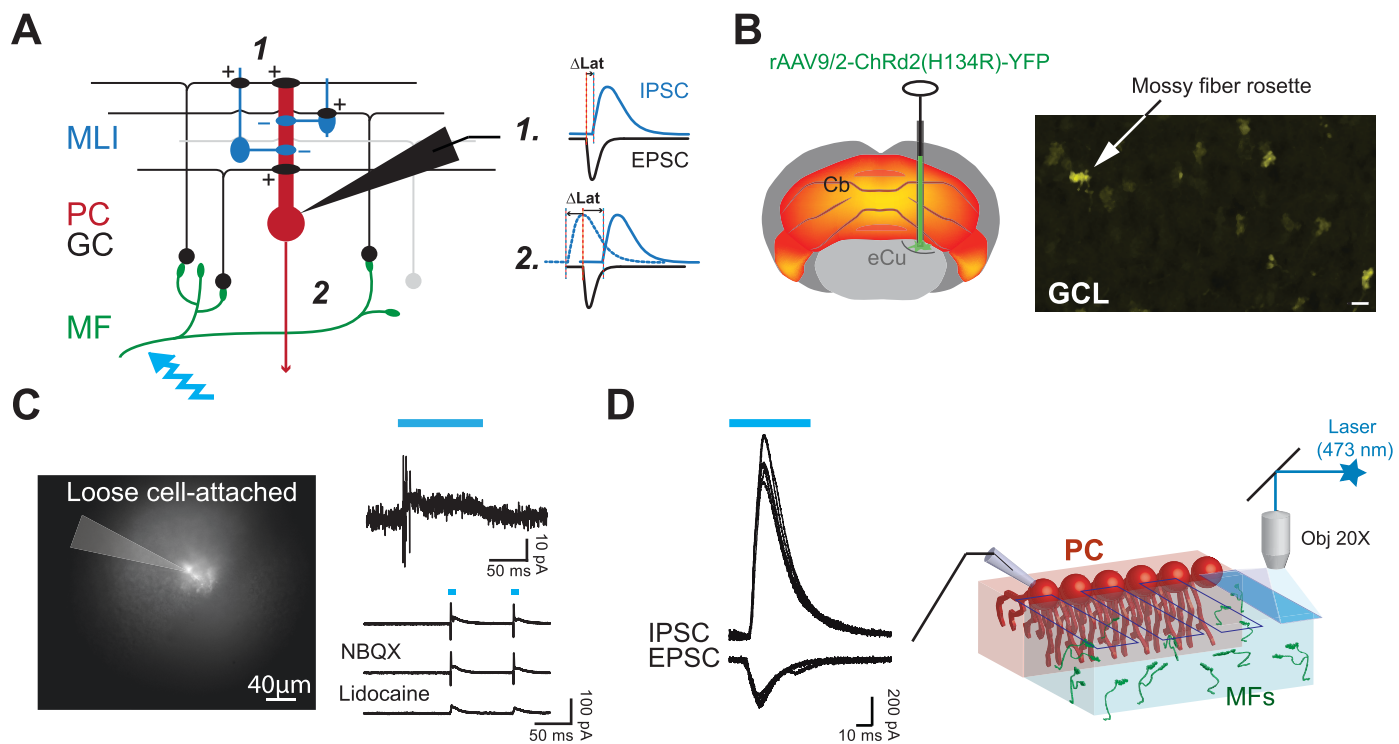 A
1
+
+
+
MLI
−
−
+
PC
GC
2
MF
1.
ΔLat
IPSC
EPSC
2.
ΔLat
B
rAAV9/2-ChRd2(H134R)-YFP
Cb
eCu
Mossy fiber rosette
GCL
C
Loose cell-attached
40µm
10 pA
50 ms
NBQX
Lidocaine
100 pA
50 ms
D
IPSC
EPSC
200 pA
10 ms
Laser
(473 nm)
Obj 20X
PC
MFs